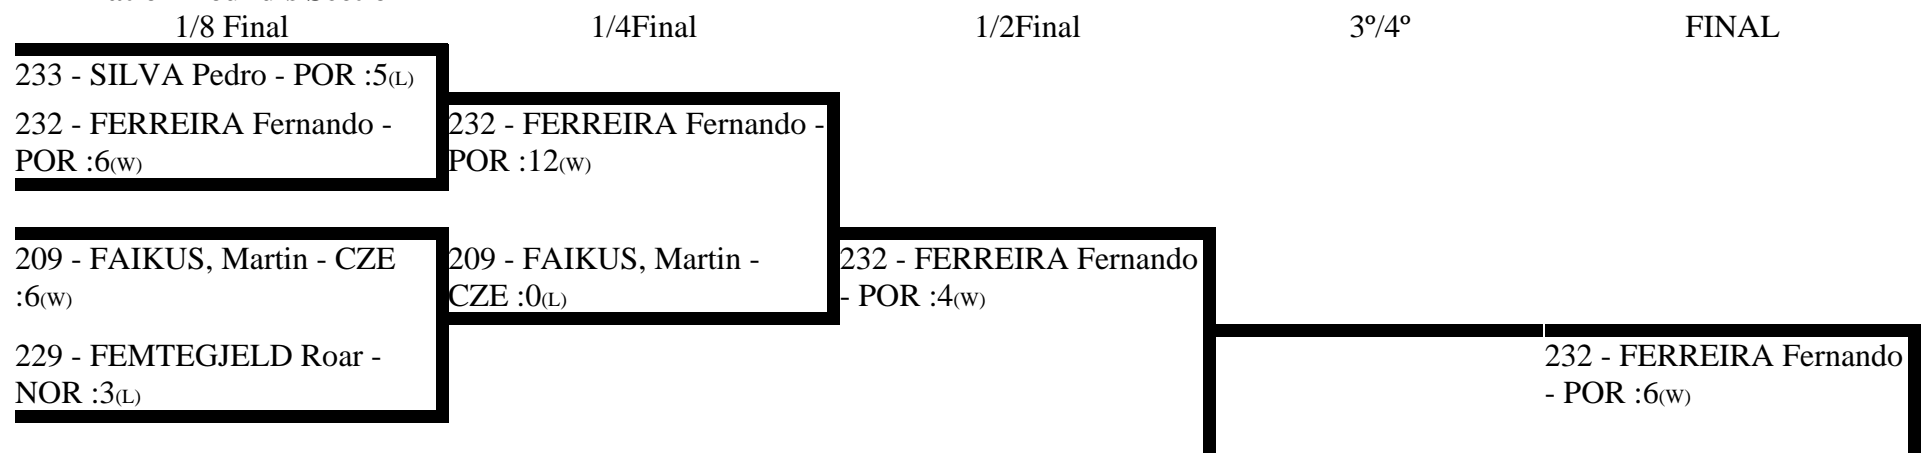 1/8 Final
1/4Final
1/2Final
3º/4º
FINAL
233 - SILVA Pedro - POR :5(L)
232 - FERREIRA Fernando -
POR :6(W)
232 - FERREIRA Fernando -
POR :12(W)
209 - FAIKUS, Martin - CZE
:6(W)
209 - FAIKUS, Martin -
CZE :0(L)
232 - FERREIRA Fernando
- POR :4(W)
229 - FEMTEGJELD Roar -
NOR :3(L)
232 - FERREIRA Fernando
- POR :6(W)